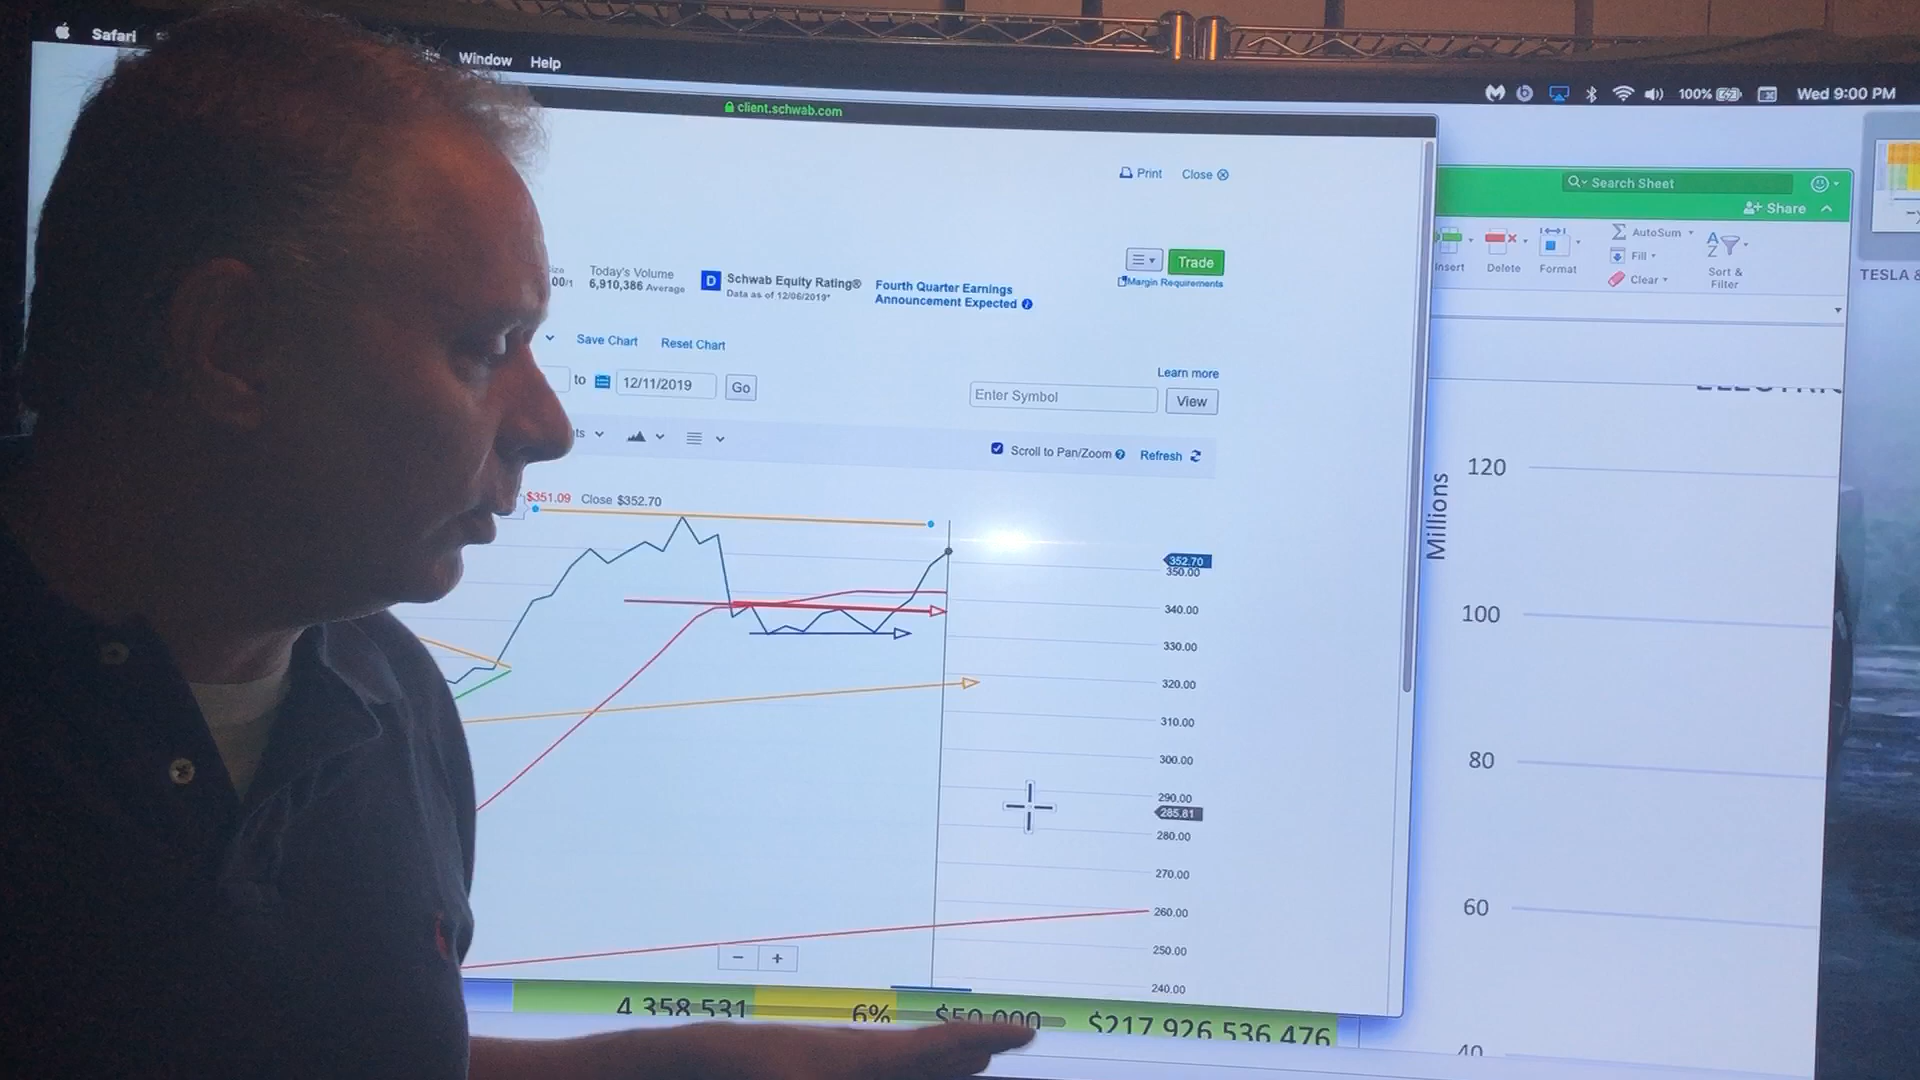 Safari
Window Help
100% Wed 9:00 PM
client.schwab.com
Print Close
Search Sheet
Share
AutoSum
Fill
Clear
Insert Delete Format
Sort &
Filter
TESLA &
Trade
Margin Requirements
Today's Volume
6,910,386 Average
00/1
D
Schwab Equity Rating®
Data as of 12/06/2019*
Fourth Quarter Earnings
Announcement Expected
Save Chart Reset Chart
to 12/11/2019 Go
Learn more
Enter Symbol View
ts
Scroll to Pan/Zoom Refresh
$351.09 Close $352.70
352.70
350.00
340.00
330.00
320.00
310.00
300.00
290.00
285.81
280.00
270.00
260.00
250.00
240.00
− +
Millions
120
100
80
60
40
4 358 531 6% $50 000 $217 926 536 476